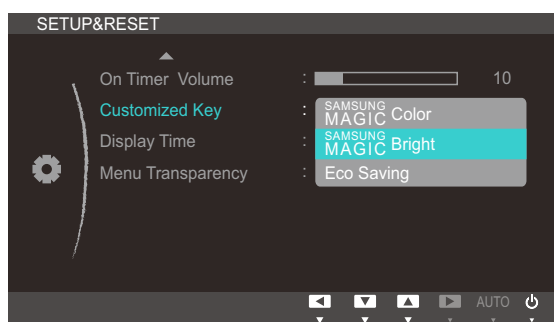 SETUP&RESET
On Timer Volume : 10
Customized Key : SAMSUNG MAGIC Color
Display Time : SAMSUNG MAGIC Bright
Menu Transparency : Eco Saving
AUTO